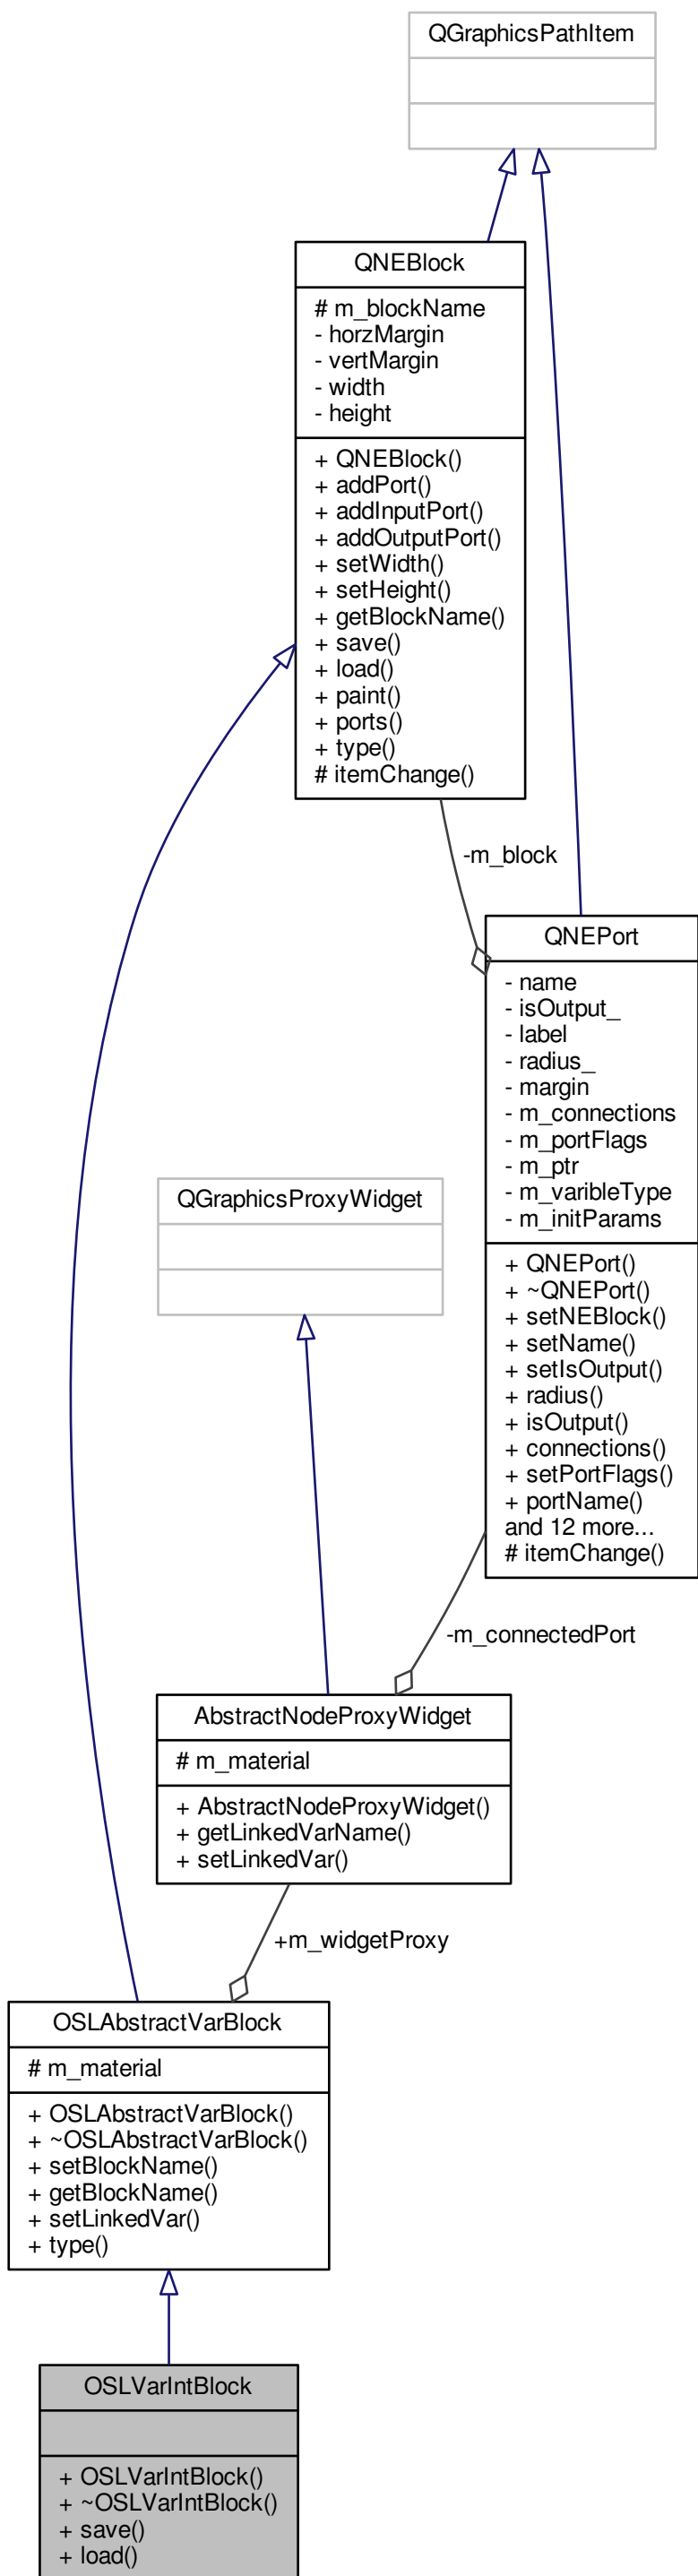 QGraphicsPathItem
QNEBlock
# m_blockName
- horzMargin
- vertMargin
- width
- height
+ QNEBlock()
+ addPort()
+ addInputPort()
+ addOutputPort()
+ setWidth()
+ setHeight()
+ getBlockName()
+ save()
+ load()
+ paint()
+ ports()
+ type()
# itemChange()
-m_block
QNEPort
- name
- isOutput_
- label
- radius_
- margin
- m_connections
- m_portFlags
- m_ptr
- m_varibleType
- m_initParams
+ QNEPort()
+ ~QNEPort()
+ setNEBlock()
+ setName()
+ setIsOutput()
+ radius()
+ isOutput()
+ connections()
+ setPortFlags()
+ portName()
and 12 more...
# itemChange()
QGraphicsProxyWidget
-m_connectedPort
AbstractNodeProxyWidget
# m_material
+ AbstractNodeProxyWidget()
+ getLinkedVarName()
+ setLinkedVar()
+m_widgetProxy
OSLAbstractVarBlock
# m_material
+ OSLAbstractVarBlock()
+ ~OSLAbstractVarBlock()
+ setBlockName()
+ getBlockName()
+ setLinkedVar()
+ type()
OSLVarIntBlock
+ OSLVarIntBlock()
+ ~OSLVarIntBlock()
+ save()
+ load()